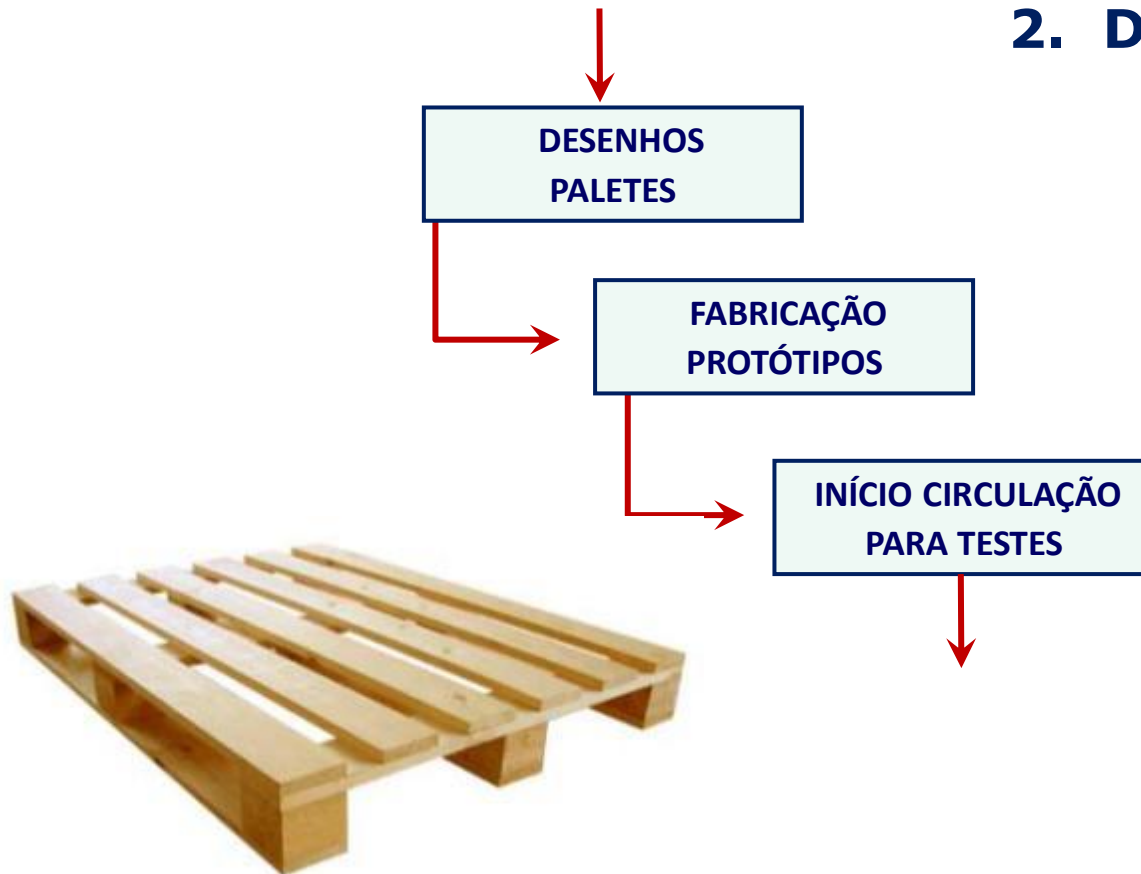 2. D
DESENHOS
PALETES
FABRICAÇÃO
PROTÓTIPOS
INÍCIO CIRCULAÇÃO
PARA TESTES